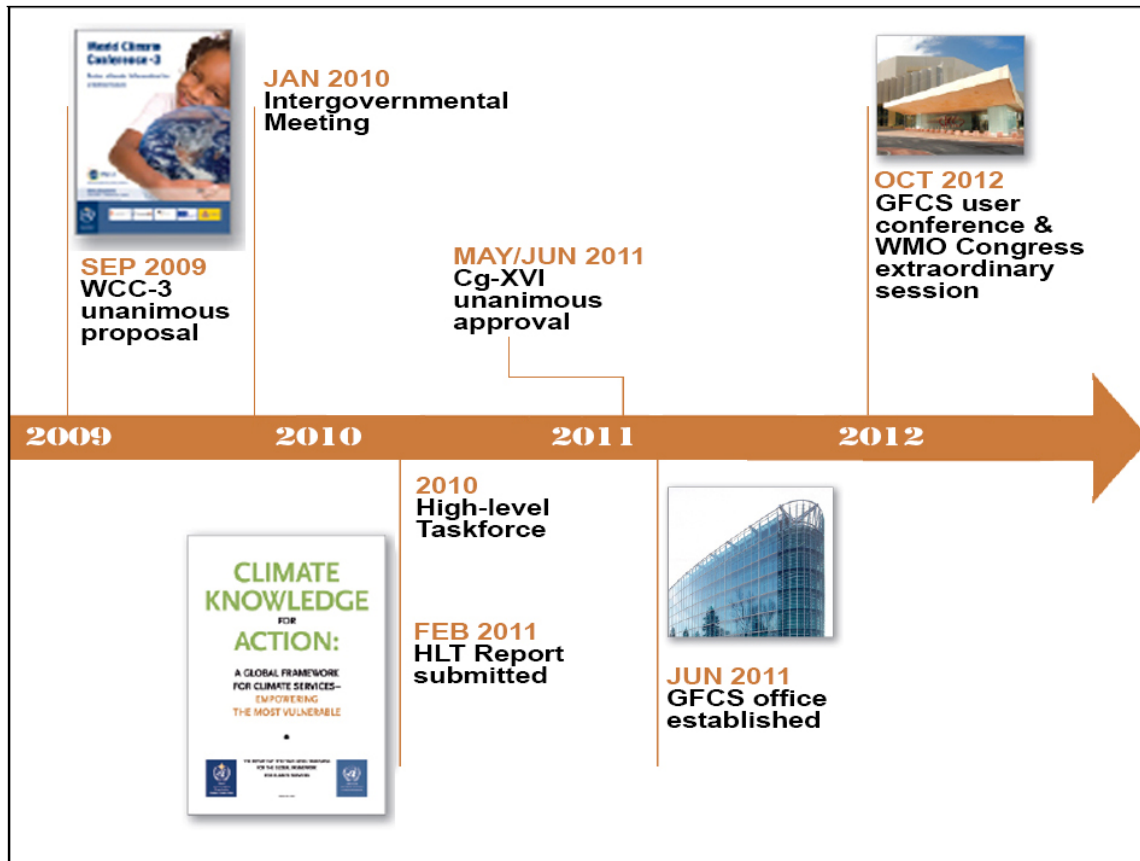 World Climate
Conference-3
JAN 2010
Intergovernmental
Meeting
SEP 2009
WCC-3
unanimous
proposal
MAY/JUN 2011
Cg-XVI
unanimous
approval
OCT 2012
GFCS user
conference &
WMO Congress
extraordinary
session
2009
2010
2011
2012
2010
High-level
Taskforce
FEB 2011
HLT Report
submitted
CLIMATE
KNOWLEDGE
FOR
ACTION:
A GLOBAL FRAMEWORK
FOR CLIMATE SERVICES–
EMPOWERING
THE MOST VULNERABLE
JUN 2011
GFCS office
established